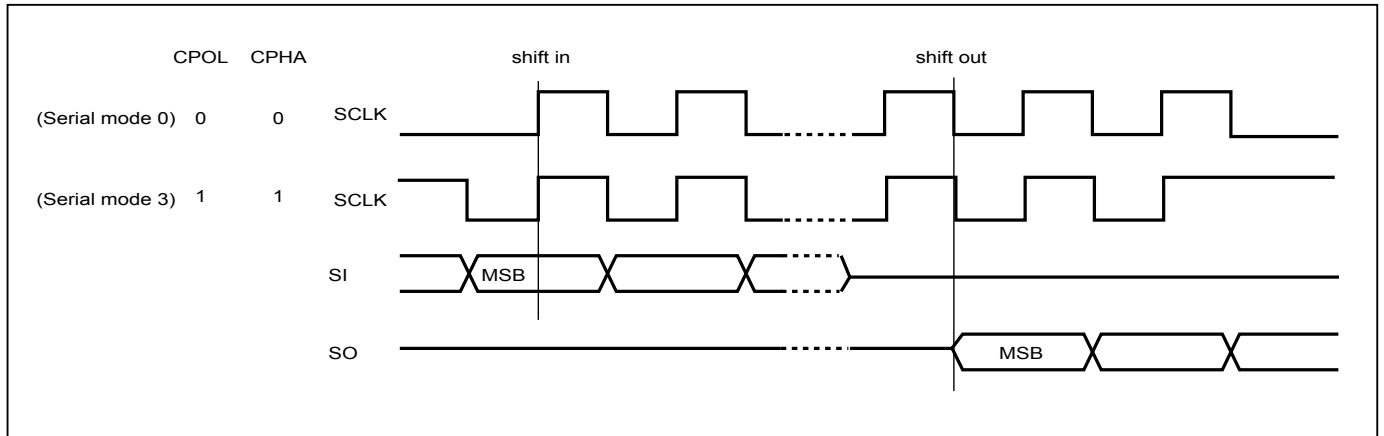 CPOL CPHA shift in shift out
(Serial mode 0) 0 0 SCLK
(Serial mode 3) 1 1 SCLK
SI MSB
SO MSB